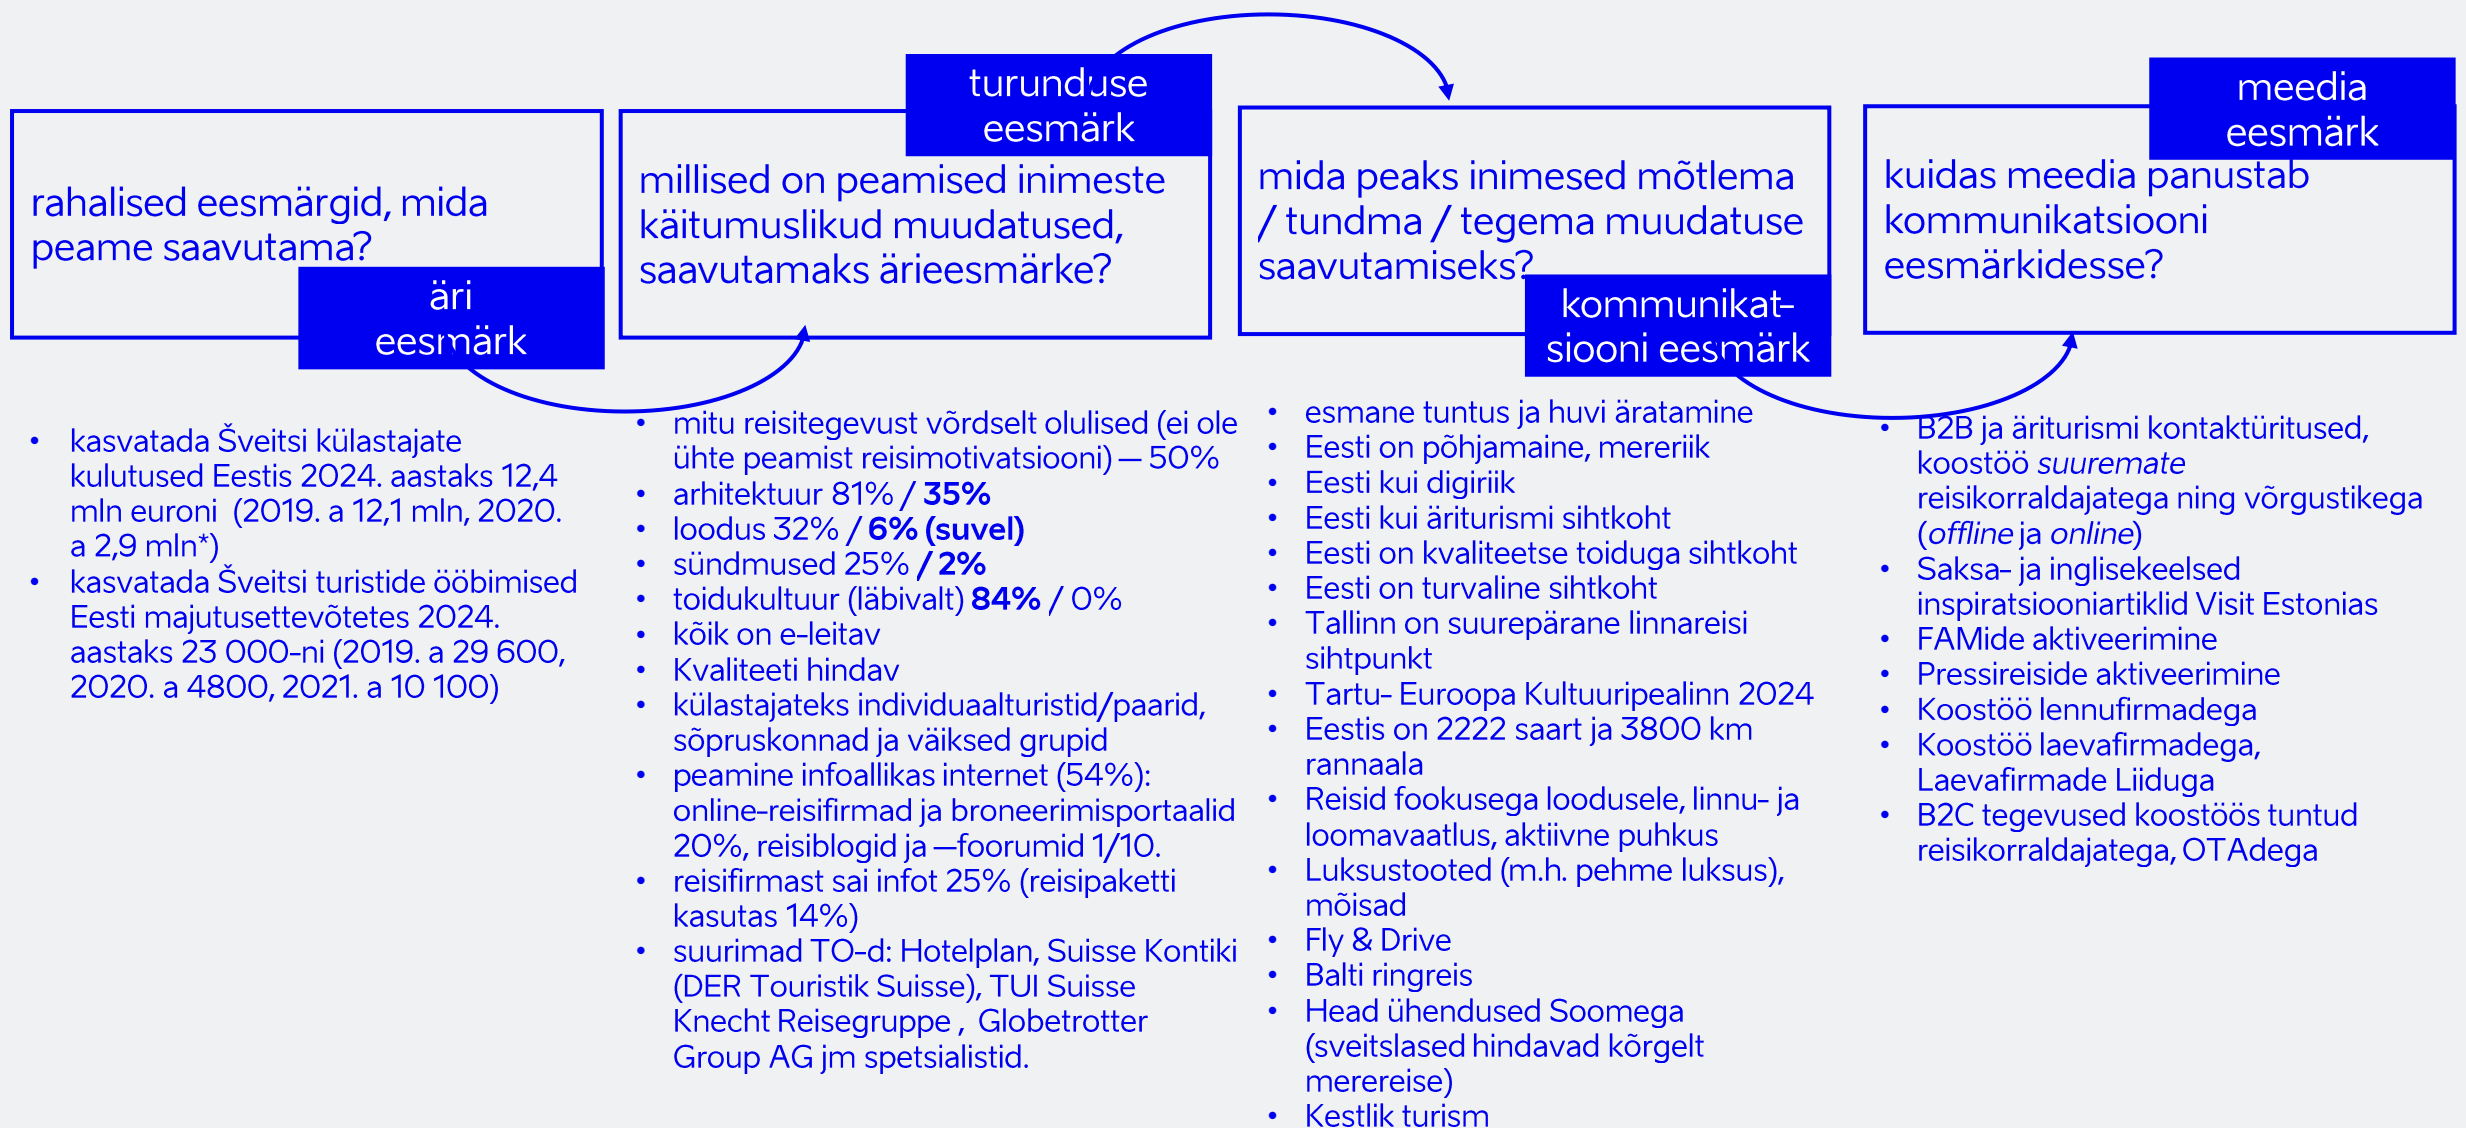 rahalised eesmärgid, mida
peame saavutama?
äri
eesmärk
• kasvatada Šveitsi külastajate
kulutused Eestis 2024. aastaks 12,4
mln euroni (2019. a 12,1 mln, 2020.
a 2,9 mln*)
• kasvatada Šveitsi turistide ööbimised
Eesti majutusettevõtetes 2024.
aastaks 23 000-ni (2019. a 29 600,
2020. a 4800, 2021. a 10 100)
turunduse
eesmärk
millised on peamised inimeste
käitumuslikud muudatused,
saavutamaks ärieesmärke?
• mitu reisitegevust võrdselt olulised (ei ole
ühte peamist reisimotivatsiooni) – 50%
• arhitektuur 81% / 35%
• loodus 32% / 6% (suvel)
• sündmused 25% / 2%
• toidukultuur (läbivalt) 84% / 0%
• kõik on e-leitav
• Kvaliteeti hindav
• külastajateks individuaalturistid/paarid,
sõpruskonnad ja väiksed grupid
• peamine infoallikas internet (54%):
online-reisifirmad ja broneerimisportaalid
20%, reisiblogid ja –foorumid 1/10.
• reisifirmast sai infot 25% (reisipaketti
kasutas 14%)
• suurimad TO-d: Hotelplan, Suisse Kontiki
(DER Touristik Suisse), TUI Suisse
Knecht Reisegruppe , Globetrotter
Group AG jm spetsialistid.
mida peaks inimesed mõtlema
/ tundma / tegema muudatuse
saavutamiseks?
kommunikat-
siooni eesmärk
• esmane tuntus ja huvi äratamine
• Eesti on põhjamaine, mereriik
• Eesti kui digiriik
• Eesti kui äriturismi sihtkoht
• Eesti on kvaliteetse toiduga sihtkoht
• Eesti on turvaline sihtkoht
• Tallinn on suurepärane linnareisi
sihtpunkt
• Tartu- Euroopa Kultuuripealinn 2024
• Eestis on 2222 saart ja 3800 km
rannaala
• Reisid fookusega loodusele, linnu- ja
loomavaatlus, aktiivne puhkus
• Luksustooted (m.h. pehme luksus),
mõisad
• Fly & Drive
• Balti ringreis
• Head ühendused Soomega
(sveitslased hindavad kõrgelt
merereise)
• Kestlik turism
meedia
eesmärk
kuidas meedia panustab
kommunikatsiooni
eesmärkidesse?
• B2B ja äriturismi kontaktüritused,
koostöö suuremate
reisikorraldajatega ning võrgustikega
(offline ja online)
• Saksa- ja inglisekeelsed
inspiratsiooniartiklid Visit Estonias
• FAMide aktiveerimine
• Pressireiside aktiveerimine
• Koostöö lennufirmadega
• Koostöö laevafirmadega,
Laevafirmade Liiduga
• B2C tegevused koostöös tuntud
reisikorraldajatega, OTAdega